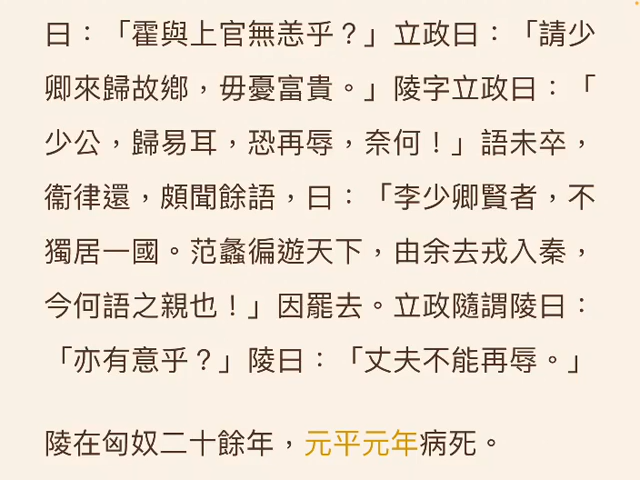 曰：「霍與上官無恙乎？」立政曰：「請少
卿來歸故鄉，毋憂富貴。」陵字立政曰：「
少公，歸易耳，恐再辱，奈何！」語未卒，
衞律還，頗聞餘語，曰：「李少卿賢者，不
獨居一國。范蠡徧遊天下，由余去戎入秦，
今何語之親也！」因罷去。立政隨謂陵曰：
「亦有意乎？」陵曰：「丈夫不能再辱。」
陵在匈奴二十餘年，元平元年病死。